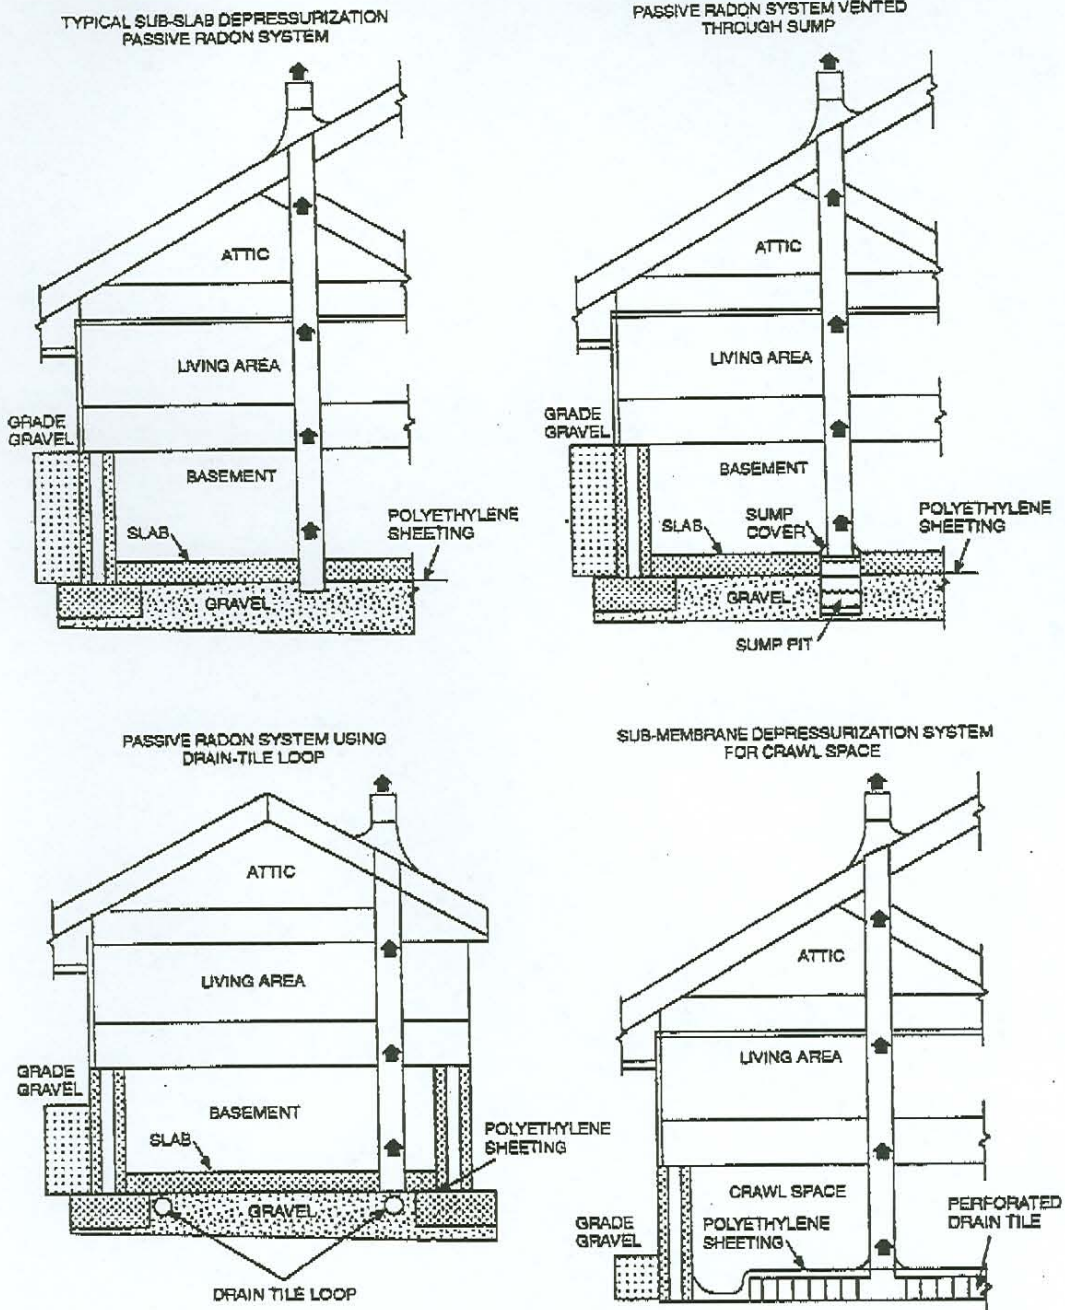 TYPICAL SUB-SLAB DEPRESSURIZATION
PASSIVE RADON SYSTEM
ATTIC
LIVING AREA
GRADE
GRAVEL
BASEMENT
POLYETHYLENE
SHEETING
SLAB
GRAVEL
PASSIVE RADON SYSTEM VENTED
THROUGH SUMP
ATTIC
LIVING AREA
GRADE
GRAVEL
BASEMENT
SLAB
SUMP
COVER
POLYETHYLENE
SHEETING
GRAVEL
SUMP PIT
PASSIVE RADON SYSTEM USING
DRAIN-TILE LOOP
ATTIC
LIVING AREA
GRADE
GRAVEL
BASEMENT
SLAB
POLYETHYLENE
SHEETING
GRAVEL
DRAIN TILE LOOP
SUB-MEMBRANE DEPRESSURIZATION SYSTEM
FOR CRAWL SPACE
ATTIC
LIVING AREA
CRAWL SPACE
GRADE
GRAVEL
POLYETHYLENE
SHEETING
PERFORATED
DRAIN TILE